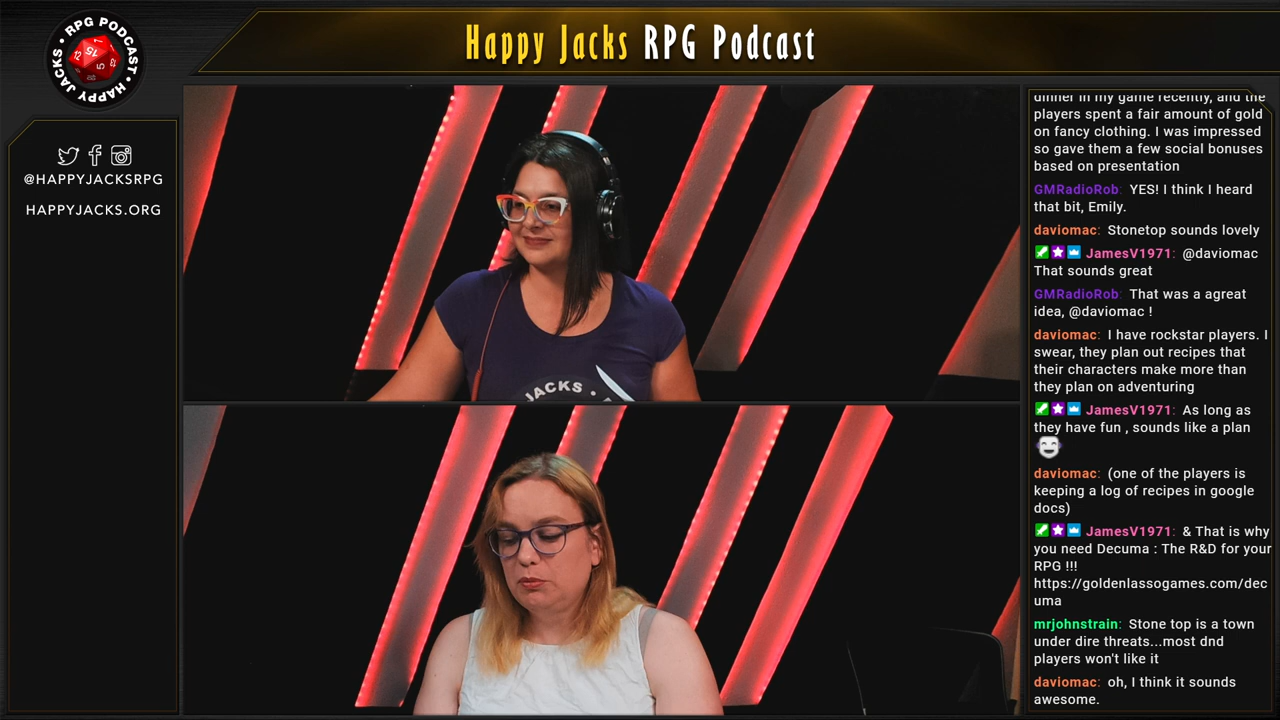 RPG PODCAST • HAPPY JACKS •
Happy Jacks RPG Podcast
@HAPPYJACKSRPG
HAPPYJACKS.ORG
JACKS •
dinner in my game recently, and the
players spent a fair amount of gold
on fancy clothing. I was impressed
so gave them a few social bonuses
based on presentation
GMRadioRob: YES! I think I heard
that bit, Emily.
daviomac: Stonetop sounds lovely
JamesV1971: @daviomac
That sounds great
GMRadioRob: That was a agreat
idea, @daviomac !
daviomac: I have rockstar players. I
swear, they plan out recipes that
their characters make more than
they plan on adventuring
JamesV1971: As long as
they have fun , sounds like a plan
daviomac: (one of the players is
keeping a log of recipes in google
docs)
JamesV1971: & That is why
you need Decuma : The R&D for your
RPG !!!
https://goldenlassogames.com/dec
uma
mrjohnstrain: Stone top is a town
under dire threats...most dnd
players won't like it
daviomac: oh, I think it sounds
awesome.